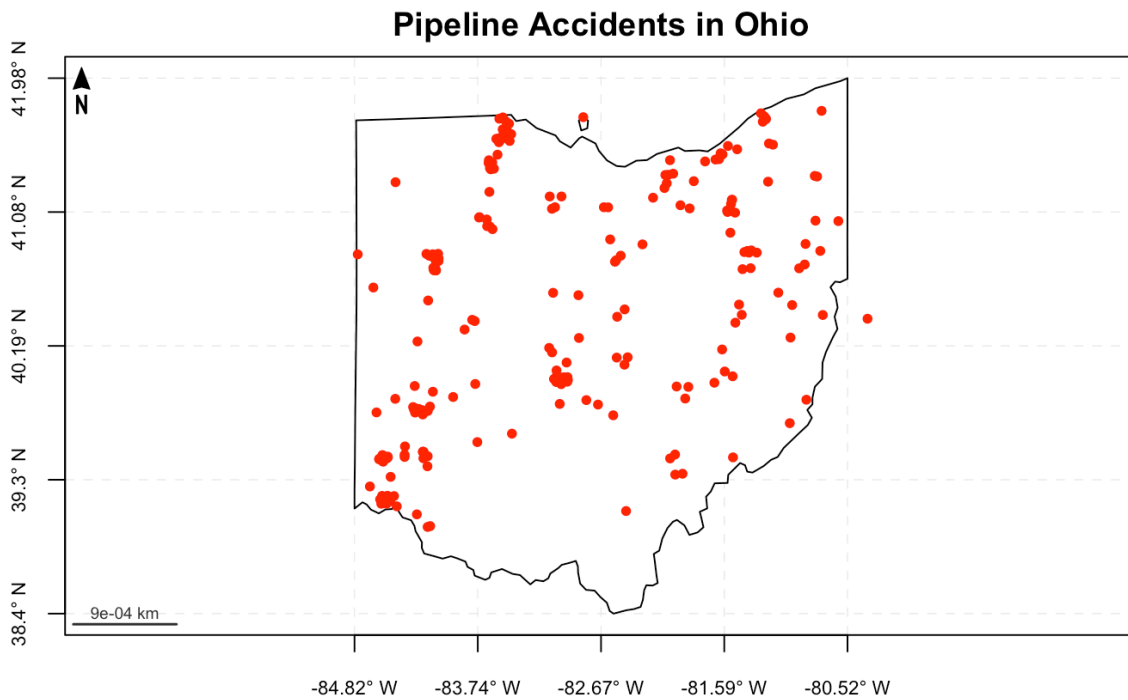 Pipeline Accidents in Ohio
41.98° N
N
41.08° N
40.19° N
39.3° N
38.4° N
9e-04 km
-84.82° W
-83.74° W
-82.67° W
-81.59° W
-80.52° W